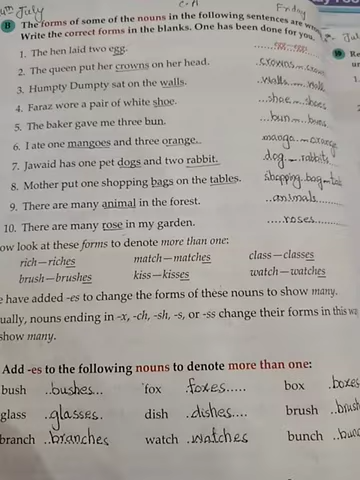 4th July C.W Friday
B The forms of some of the nouns in the following sentences are
Write the correct forms in the blanks. One has been done for you.
1. The hen laid two egg. egg
2. The queen put her crowns on her head. crowns
3. Humpty Dumpty sat on the walls. walls
4. Faraz wore a pair of white shoe. shoe shoes
5. The baker gave me three bun. bun
6. I ate one mangoes and three orange. orange
7. Jawaid has one pet dogs and two rabbit. dog rabbits
8. Mother put one shopping bags on the tables. shopping bag
9. There are many animal in the forest. animals
10. There are many rose in my garden. roses
ow look at these forms to denote more than one:
rich—riches match—matches class—classes
brush—brushes kiss—kisses watch—watches
e have added -es to change the forms of these nouns to show many.
ually, nouns ending in -x, -ch, -sh, -s, or -ss change their forms in this
show many.
Add -es to the following nouns to denote more than one:
bush bushes fox foxes box boxes
glass glasses. dish dishes brush
branch branches watch watches bunch